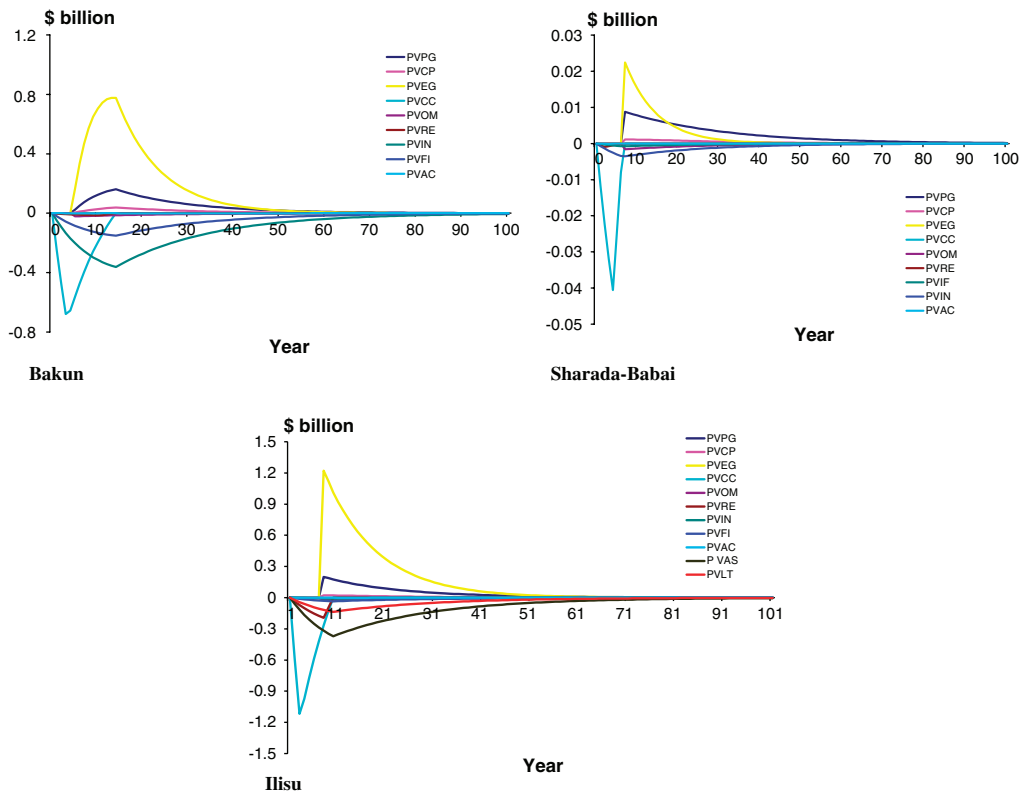 $ billion
1.2
0.8
0.4
0
-0.4
-0.8
0 10 20 30 40 50 60 70 80 90 100
PVPG
PVCP
PVEG
PVCC
PVOM
PVRE
PVIN
PVFI
PVAC
Year
Bakun
$ billion
0.03
0.02
0.01
0
-0.01
-0.02
-0.03
-0.04
-0.05
0 10 20 30 40 50 60 70 80 90 100
PVPG
PVCP
PVEG
PVCC
PVOM
PVRE
PVIF
PVIN
PVAC
Year
Sharada-Babai
$ billion
1.5
1.2
0.9
0.6
0.3
0
-0.3
-0.6
-0.9
-1.2
-1.5
1 11 21 31 41 51 61 71 81 91 101
PVPG
PVCP
PVEG
PVCC
PVOM
PVRE
PVIN
PVFI
PVAC
P VAS
PVLT
Year
Ilisu